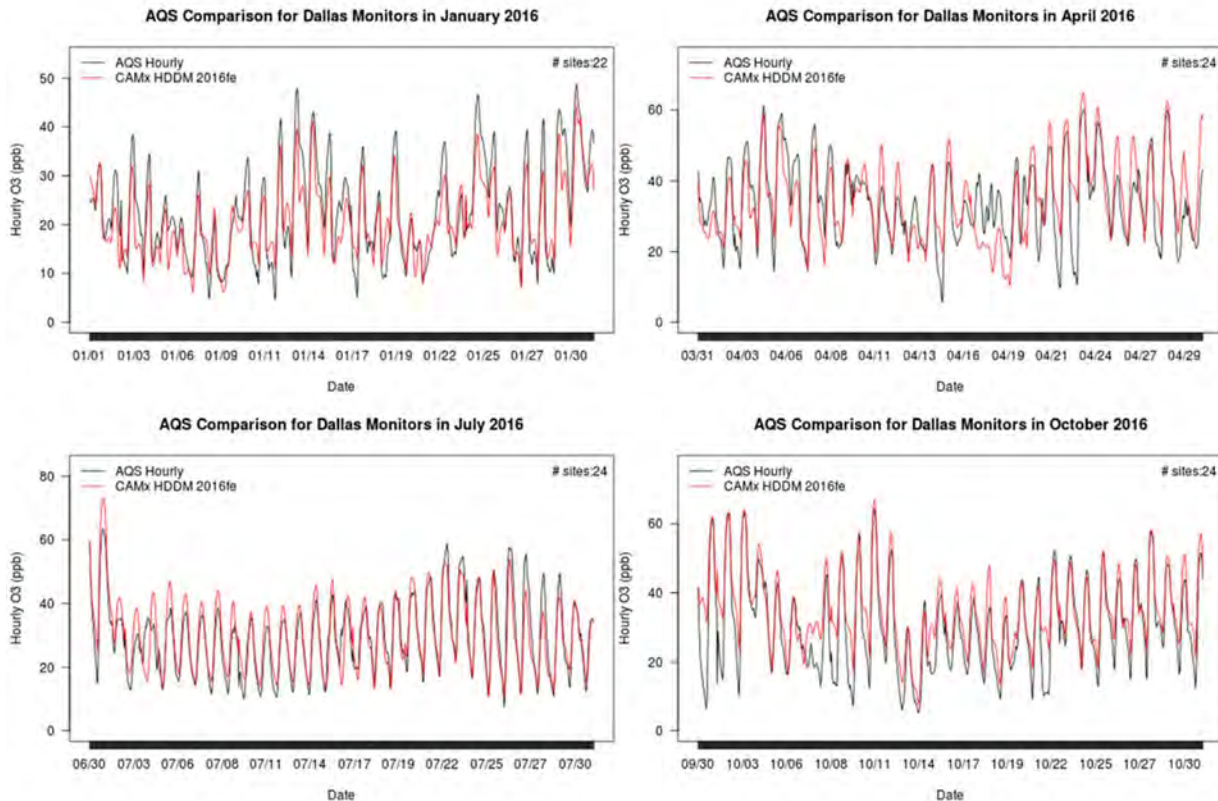 AQS Comparison for Dallas Monitors in January 2016
AQS Hourly
CAMx HDDM 2016fe
# sites:22
Hourly O3 (ppb)
50
40
30
20
10
0
01/01 01/03 01/06 01/09 01/11 01/14 01/17 01/19 01/22 01/25 01/27 01/30
Date
AQS Comparison for Dallas Monitors in April 2016
AQS Hourly
CAMx HDDM 2016fe
# sites:24
Hourly O3 (ppb)
60
40
20
0
03/31 04/03 04/06 04/08 04/11 04/13 04/16 04/19 04/21 04/24 04/27 04/29
Date
AQS Comparison for Dallas Monitors in July 2016
AQS Hourly
CAMx HDDM 2016fe
# sites:24
Hourly O3 (ppb)
80
60
40
20
0
06/30 07/03 07/06 07/08 07/11 07/14 07/17 07/19 07/22 07/25 07/27 07/30
Date
AQS Comparison for Dallas Monitors in October 2016
AQS Hourly
CAMx HDDM 2016fe
# sites:24
Hourly O3 (ppb)
60
40
20
0
09/30 10/03 10/06 10/08 10/11 10/14 10/17 10/19 10/22 10/25 10/27 10/30
Date